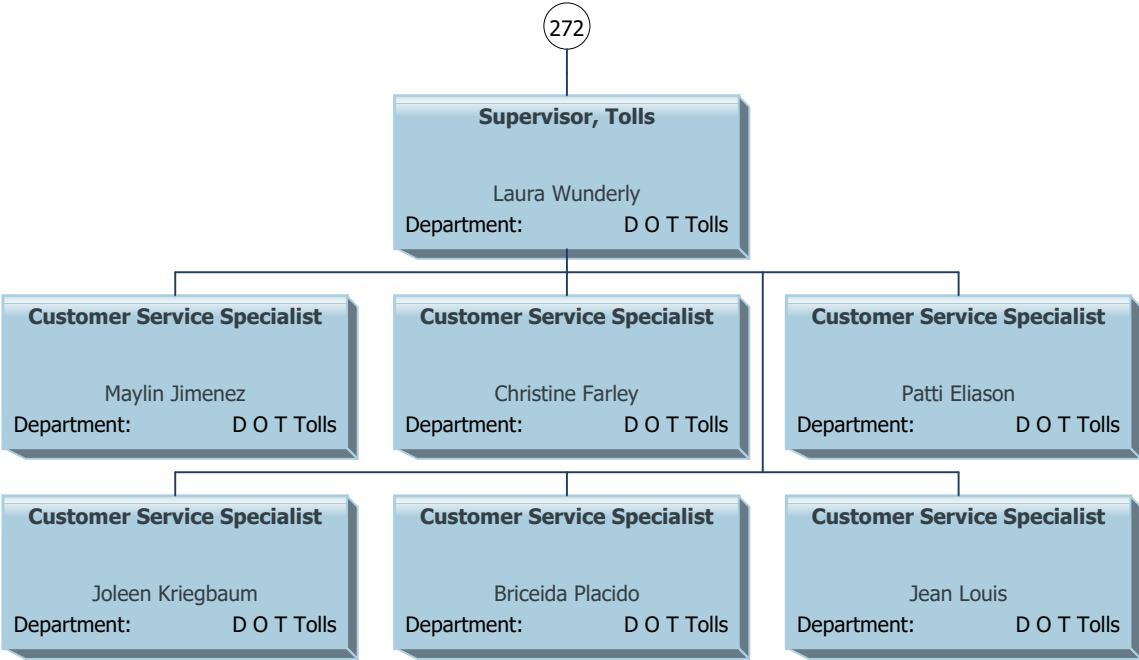 272
Supervisor, Tolls
Laura Wunderly
Department: D O T Tolls
Customer Service Specialist
Maylin Jimenez
Department: D O T Tolls
Customer Service Specialist
Christine Farley
Department: D O T Tolls
Customer Service Specialist
Patti Eliason
Department: D O T Tolls
Customer Service Specialist
Joleen Kriegbaum
Department: D O T Tolls
Customer Service Specialist
Briceida Placido
Department: D O T Tolls
Customer Service Specialist
Jean Louis
Department: D O T Tolls